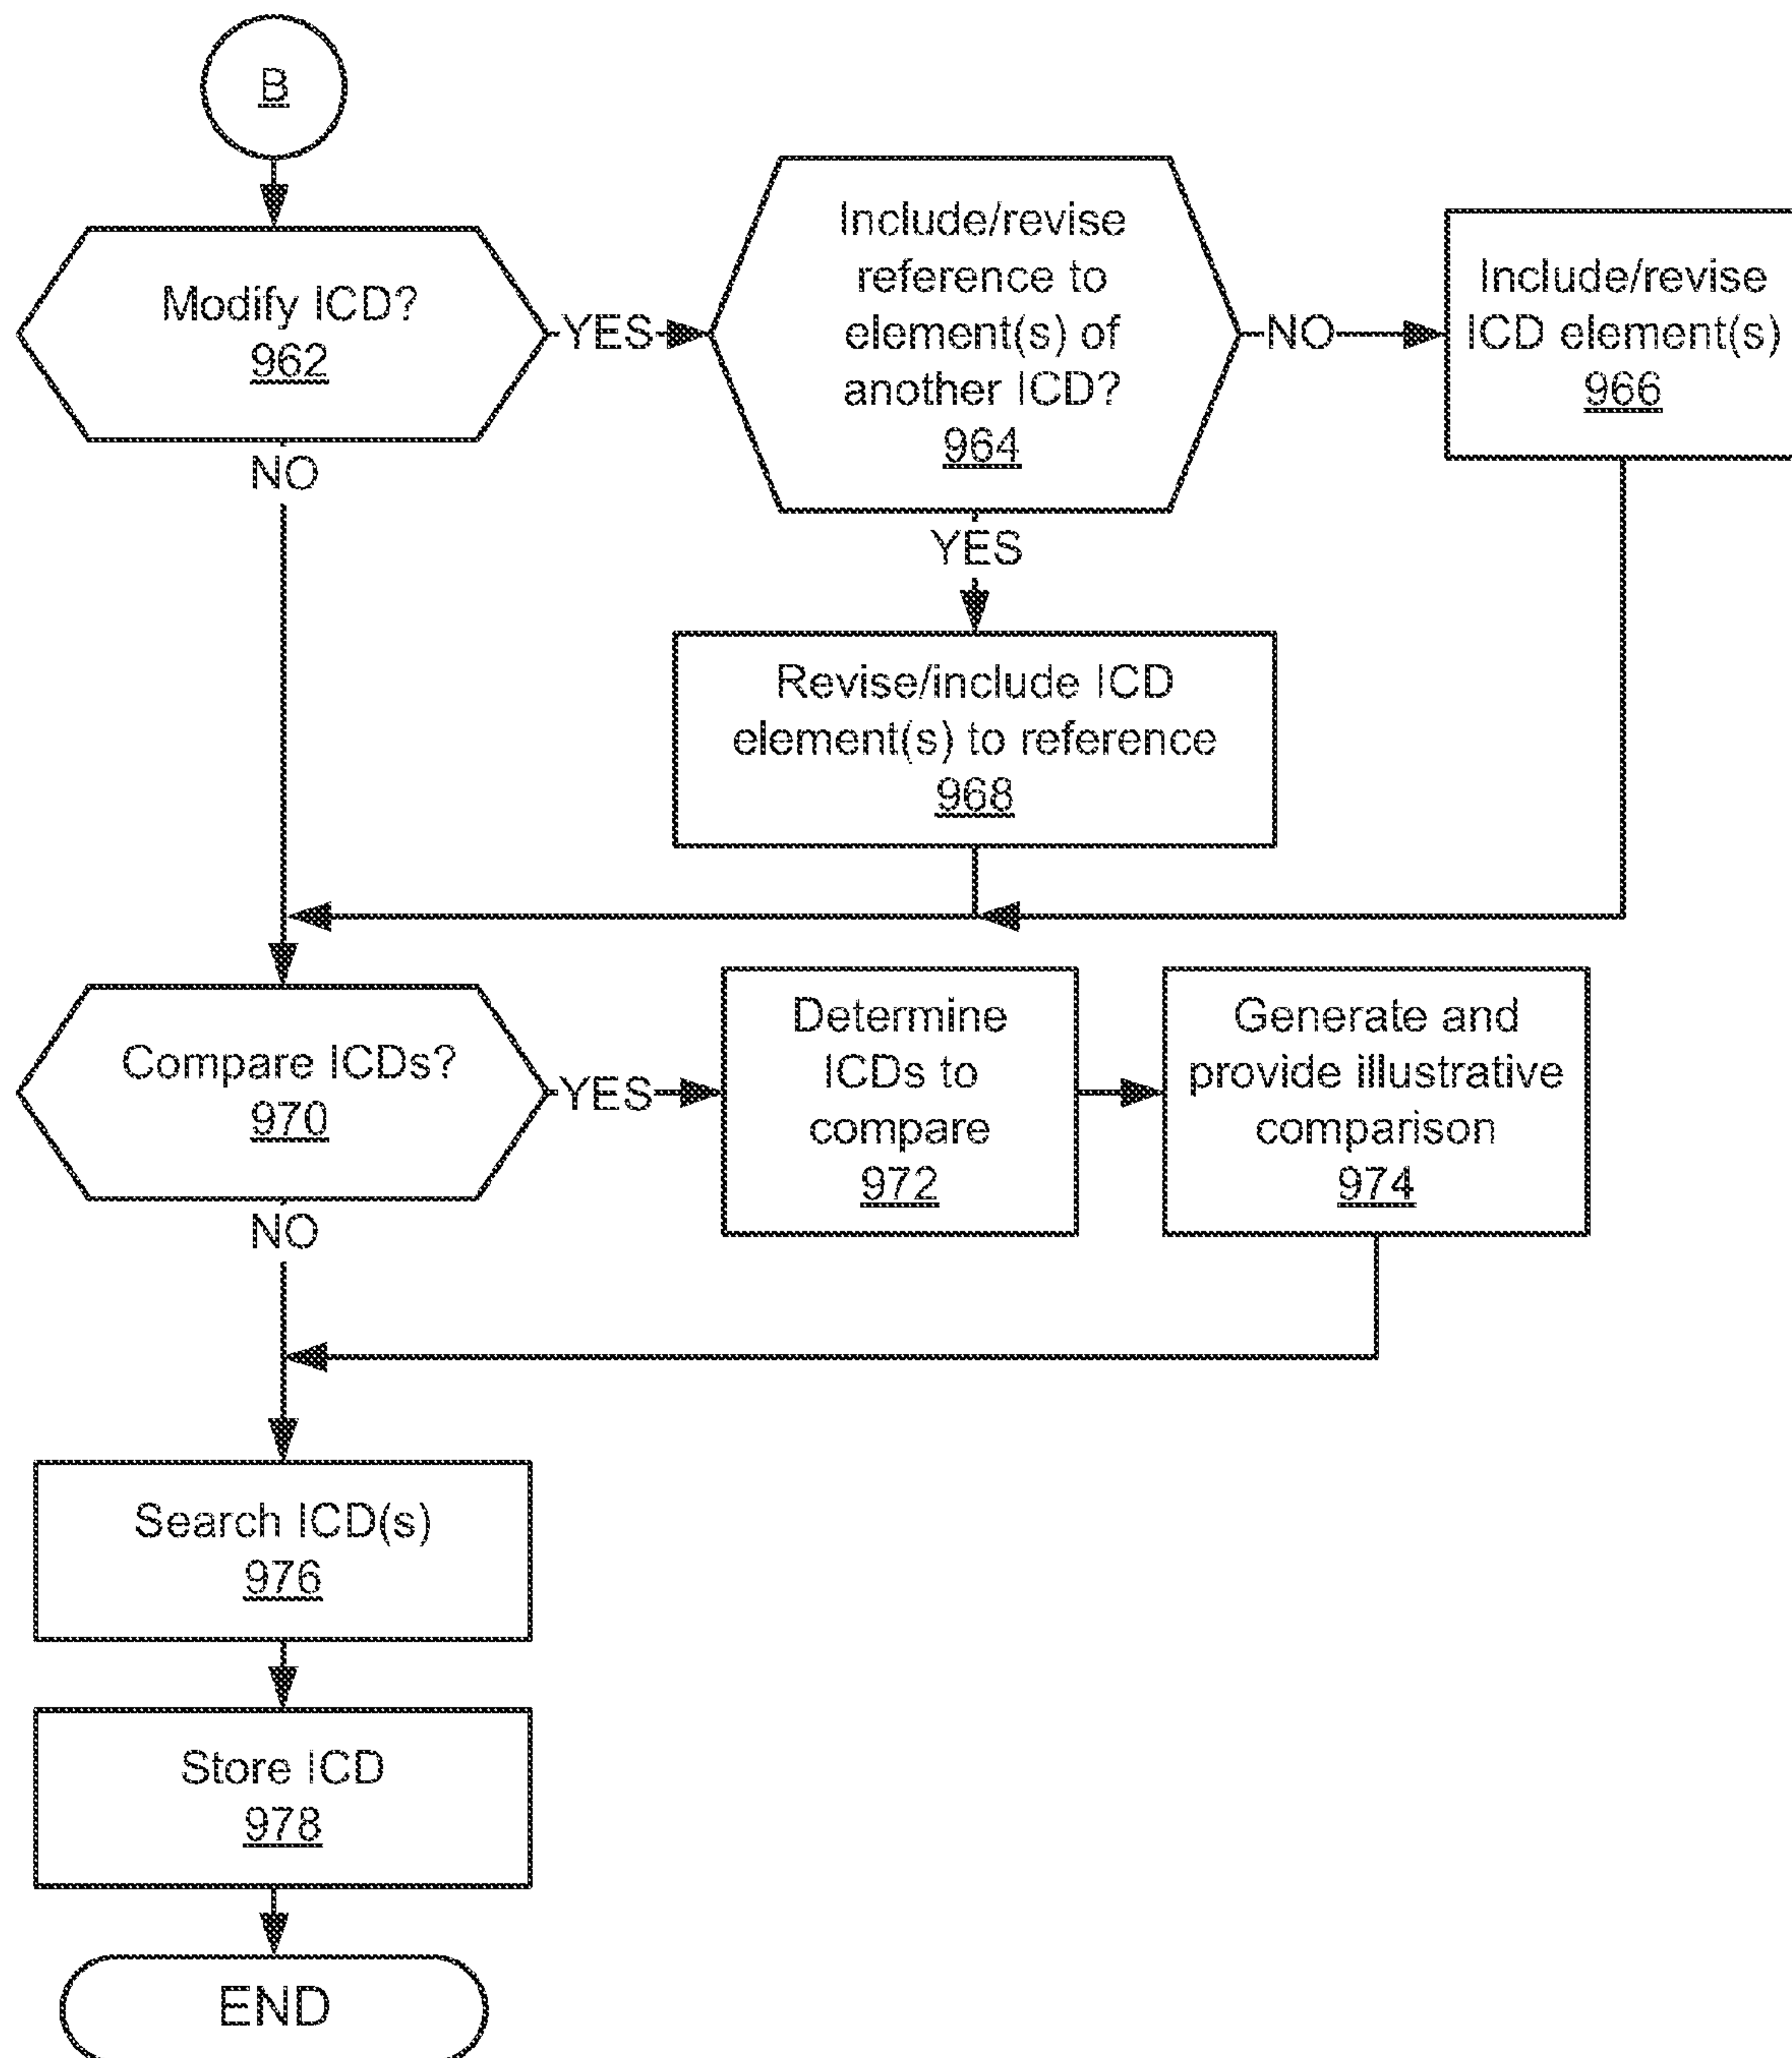 B
Modify ICD?
962
YES
NO
Include/revise
reference to
element(s) of
another ICD?
964
NO
YES
Include/revise
ICD element(s)
966
Revise/include ICD
element(s) to reference
968
Compare ICDs?
970
YES
NO
Determine
ICDs to
compare
972
Generate and
provide illustrative
comparison
974
Search ICD(s)
976
Store ICD
978
END